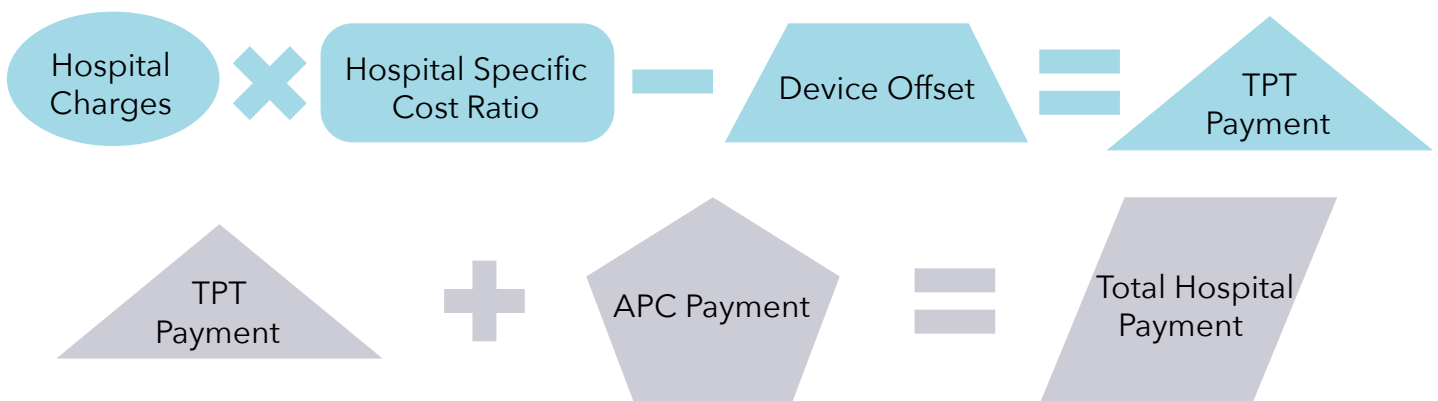 Hospital
Charges
Hospital Specific
Cost Ratio
Device Offset
TPT
Payment
TPT
Payment
APC Payment
Total Hospital
Payment